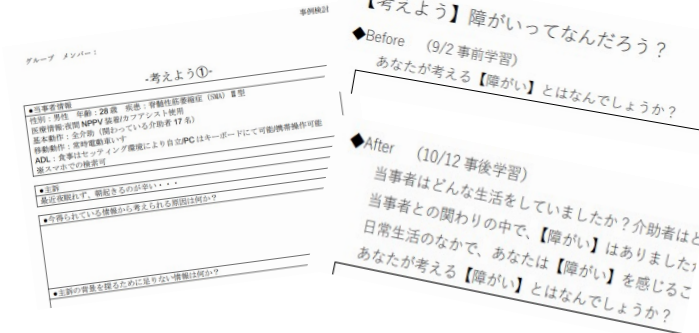 事例検討
グループ　メンバー：
-考えよう①-
●当事者情報
性別：男性　年齢：28歳　疾患：脊髄性筋萎縮症（SMA）Ⅱ型
医療情報:夜間NPPV装着/カフアシスト使用
基本動作：全介助（関わっている介助者17名）
移動動作：常時電動車いす
ADL：食事はセッティング環境により自立/PCはキーボードにて可能/携帯操作可能
※スマホでの検索可
●主訴
最近夜眠れず、朝起きるのが辛い・・・
●今得られている情報から考えられる原因は何か？
●主訴の背景を探るために足りない情報は何か？
【考えよう】障がいってなんだろう？
◆Before　（9/2 事前学習）
あなたが考える【障がい】とはなんでしょうか？
◆After　（10/12 事後学習）
当事者はどんな生活をしていましたか？介助者はど
当事者との関わりの中で、【障がい】はありました
日常生活のなかで、あなたは【障がい】を感じるこ
あなたが考える【障がい】とはなんでしょうか？